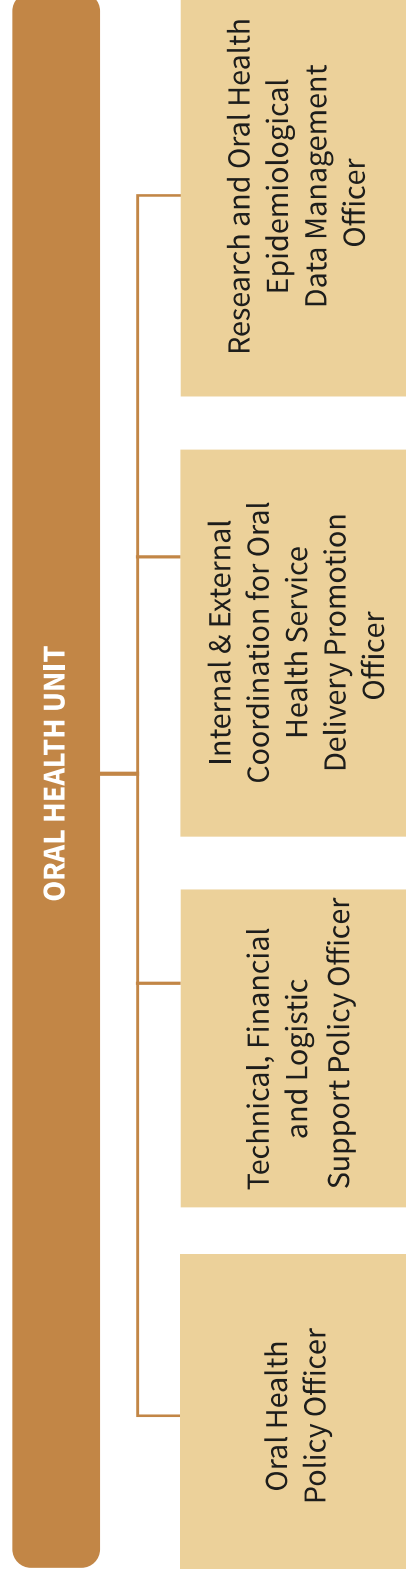 ORAL HEALTH UNIT
Oral Health
Policy Officer
Technical, Financial
and Logistic
Support Policy Officer
Internal & External
Coordination for Oral
Health Service
Delivery Promotion
Officer
Research and Oral Health
Epidemiological
Data Management
Officer